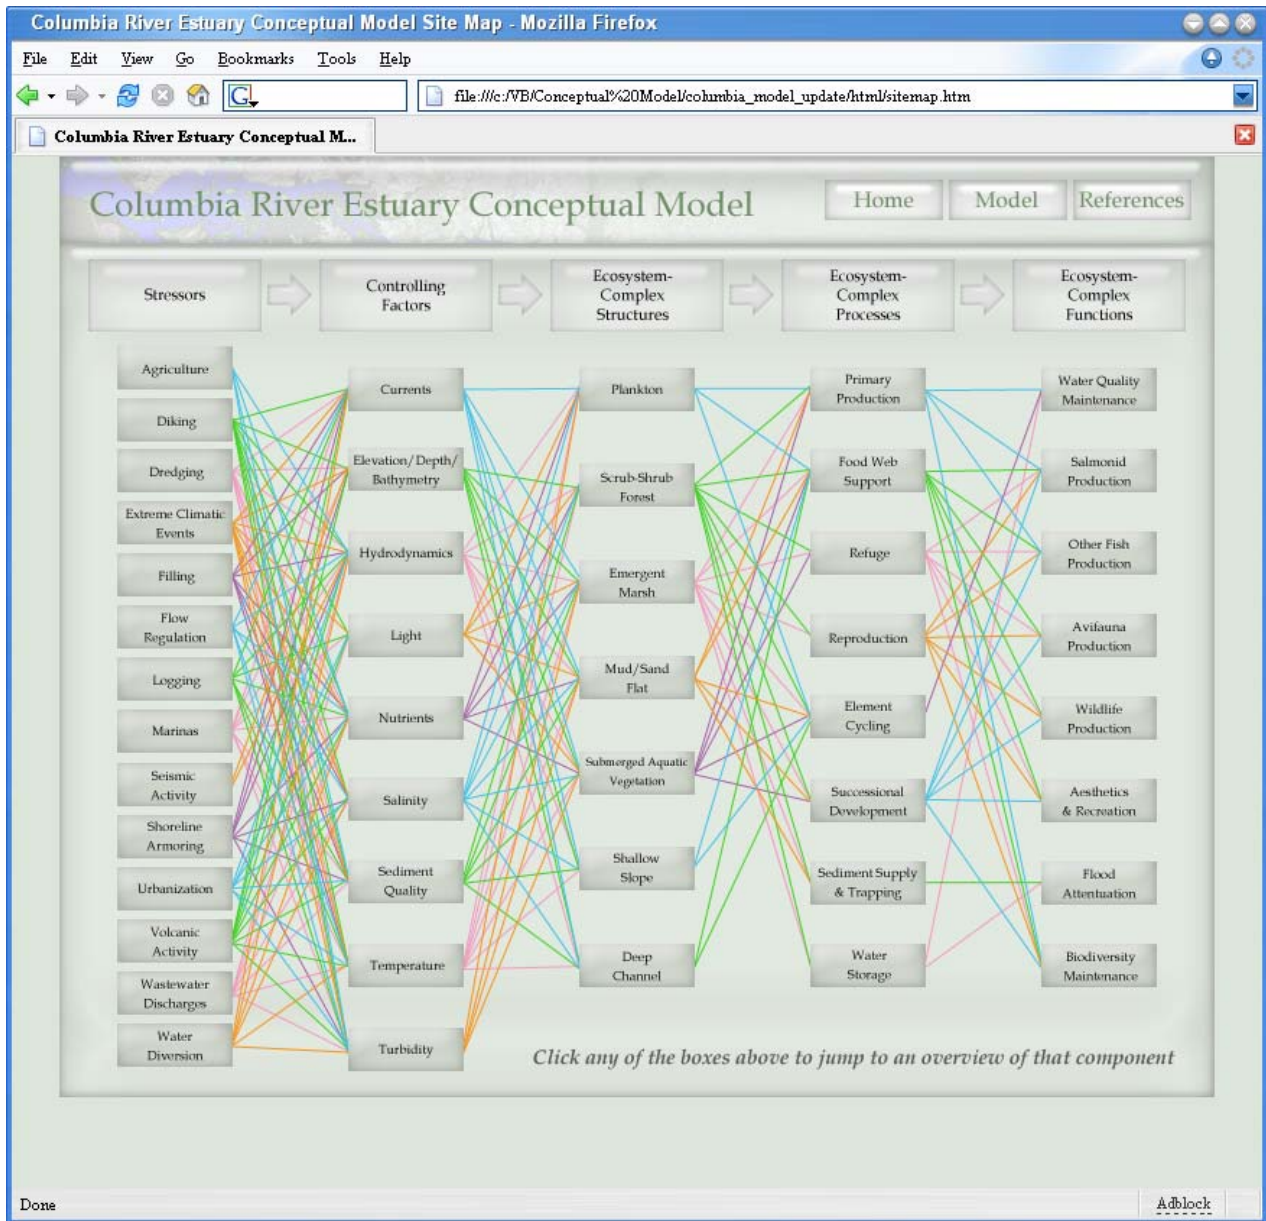 Columbia River Estuary Conceptual Model Site Map - Mozilla Firefox
File Edit View Go Bookmarks Tools Help
G
file:///c:/VB/Conceptual%20Model/columbia_model_update/html/sitemap.htm
Columbia River Estuary Conceptual M...
Columbia River Estuary Conceptual Model
Home
Model
References
Stressors
Controlling
Factors
Ecosystem-
Complex
Structures
Ecosystem-
Complex
Processes
Ecosystem-
Complex
Functions
Agriculture
Diking
Dredging
Extreme Climatic
Events
Filling
Flow
Regulation
Logging
Marinas
Seismic
Activity
Shoreline
Armoring
Urbanization
Volcanic
Activity
Wastewater
Discharges
Water
Diversion
Currents
Elevation/Depth/
Bathymetry
Hydrodynamics
Light
Nutrients
Salinity
Sediment
Quality
Temperature
Turbidity
Plankton
Scrub-Shrub
Forest
Emergent
Marsh
Mud/Sand
Flat
Submerged Aquatic
Vegetation
Shallow
Slope
Deep
Channel
Primary
Production
Food Web
Support
Refuge
Reproduction
Element
Cycling
Successional
Development
Sediment Supply
& Trapping
Water
Storage
Water Quality
Maintenance
Salmonid
Production
Other Fish
Production
Avifauna
Production
Wildlife
Production
Aesthetics
& Recreation
Flood
Attentuation
Biodiversity
Maintenance
Click any of the boxes above to jump to an overview of that component
Done
Adblock